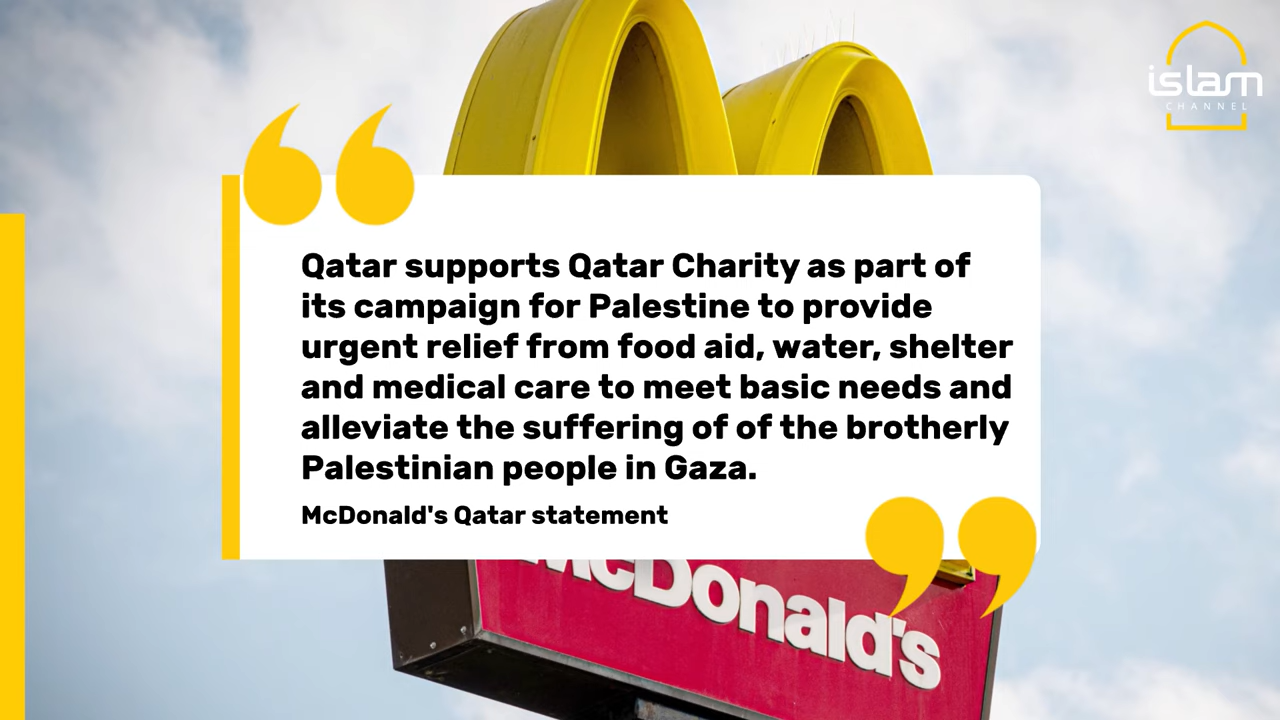 islam
CHANNEL
Qatar supports Qatar Charity as part of
its campaign for Palestine to provide
urgent relief from food aid, water, shelter
and medical care to meet basic needs and
alleviate the suffering of of the brotherly
Palestinian people in Gaza.
McDonald's Qatar statement
McDonald's